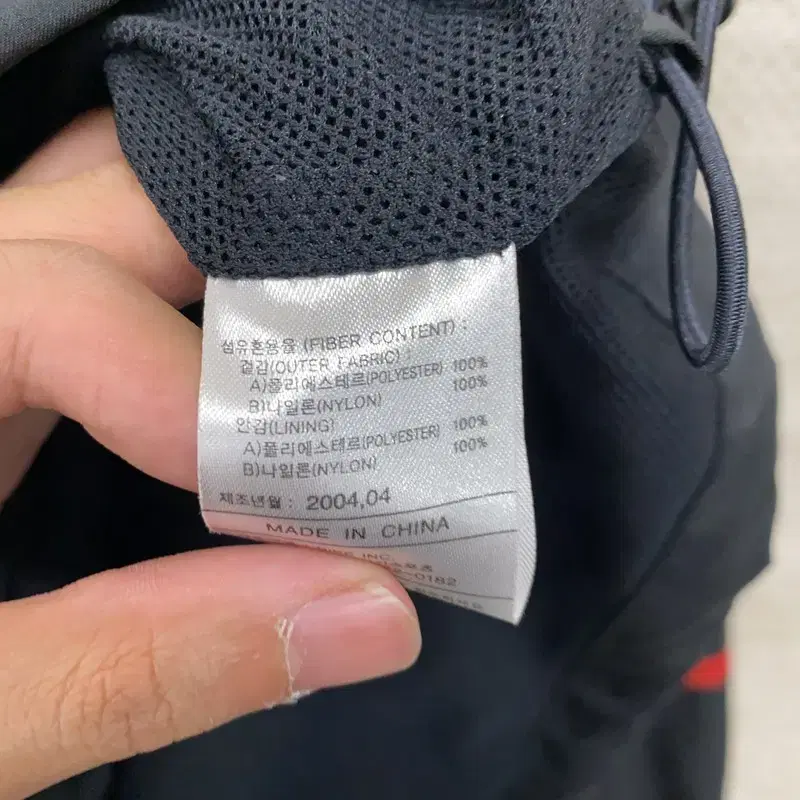 섬유혼용율 (FIBER CONTENT) :
겉감(OUTER FABRIC) :
A)폴리에스테르(POLYESTER) 100%
B)나일론(NYLON) 100%
안감(LINING)
A)폴리에스테르(POLYESTER) 100%
B)나일론(NYLON) 100%
제조년월 : 2004,04
MADE IN CHINA
INC
0182